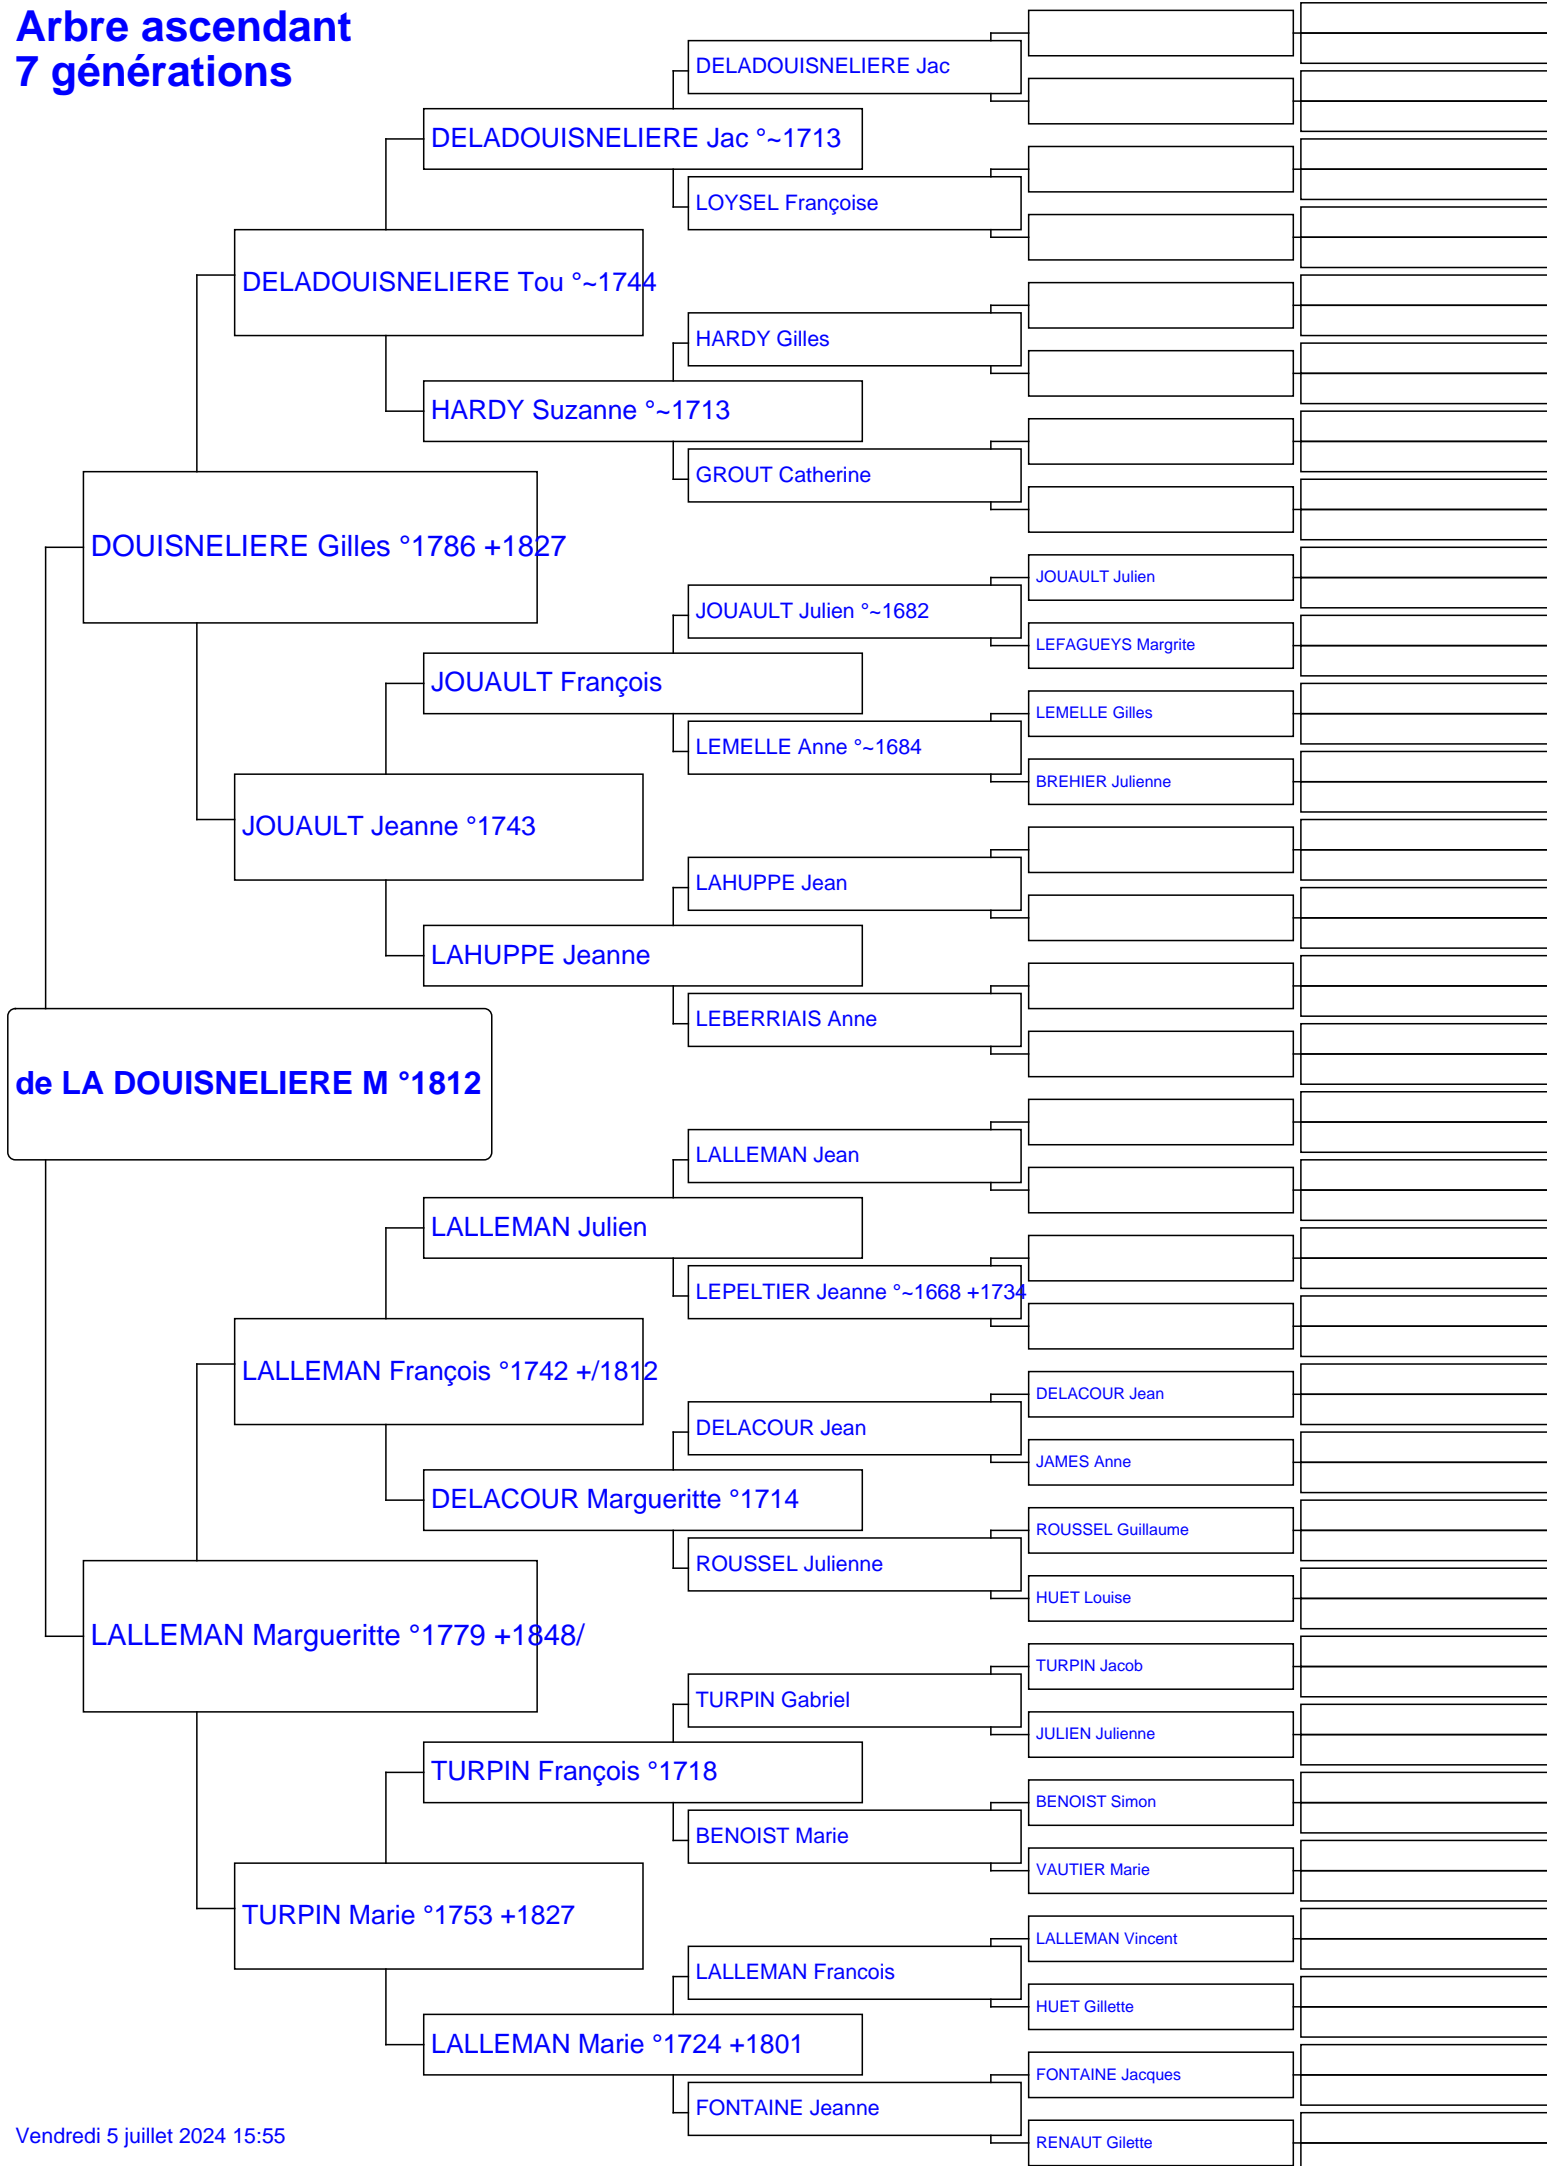 Arbre ascendant
7 générations
DELADOUISNELIERE Jac
DELADOUISNELIERE Jac °~1713
LOYSEL Françoise
DELADOUISNELIERE Tou °~1744
HARDY Gilles
HARDY Suzanne °~1713
GROUT Catherine
DOUISNELIERE Gilles °1786 +1827
JOUAULT Julien
JOUAULT Julien °~1682
LEFAGUEYS Margrite
JOUAULT François
LEMELLE Gilles
LEMELLE Anne °~1684
BREHIER Julienne
JOUAULT Jeanne °1743
LAHUPPE Jean
LAHUPPE Jeanne
LEBERRIAIS Anne
de LA DOUISNELIERE M °1812
LALLEMAN Jean
LALLEMAN Julien
LEPELTIER Jeanne °~1668 +1734
LALLEMAN François °1742 +/1812
DELACOUR Jean
DELACOUR Jean
JAMES Anne
DELACOUR Margueritte °1714
ROUSSEL Guillaume
ROUSSEL Julienne
HUET Louise
LALLEMAN Margueritte °1779 +1848/
TURPIN Jacob
TURPIN Gabriel
JULIEN Julienne
TURPIN François °1718
BENOIST Simon
BENOIST Marie
VAUTIER Marie
TURPIN Marie °1753 +1827
LALLEMAN Vincent
LALLEMAN Francois
HUET Gillette
LALLEMAN Marie °1724 +1801
FONTAINE Jacques
FONTAINE Jeanne
RENAUT Gilette
Vendredi 5 juillet 2024 15:55